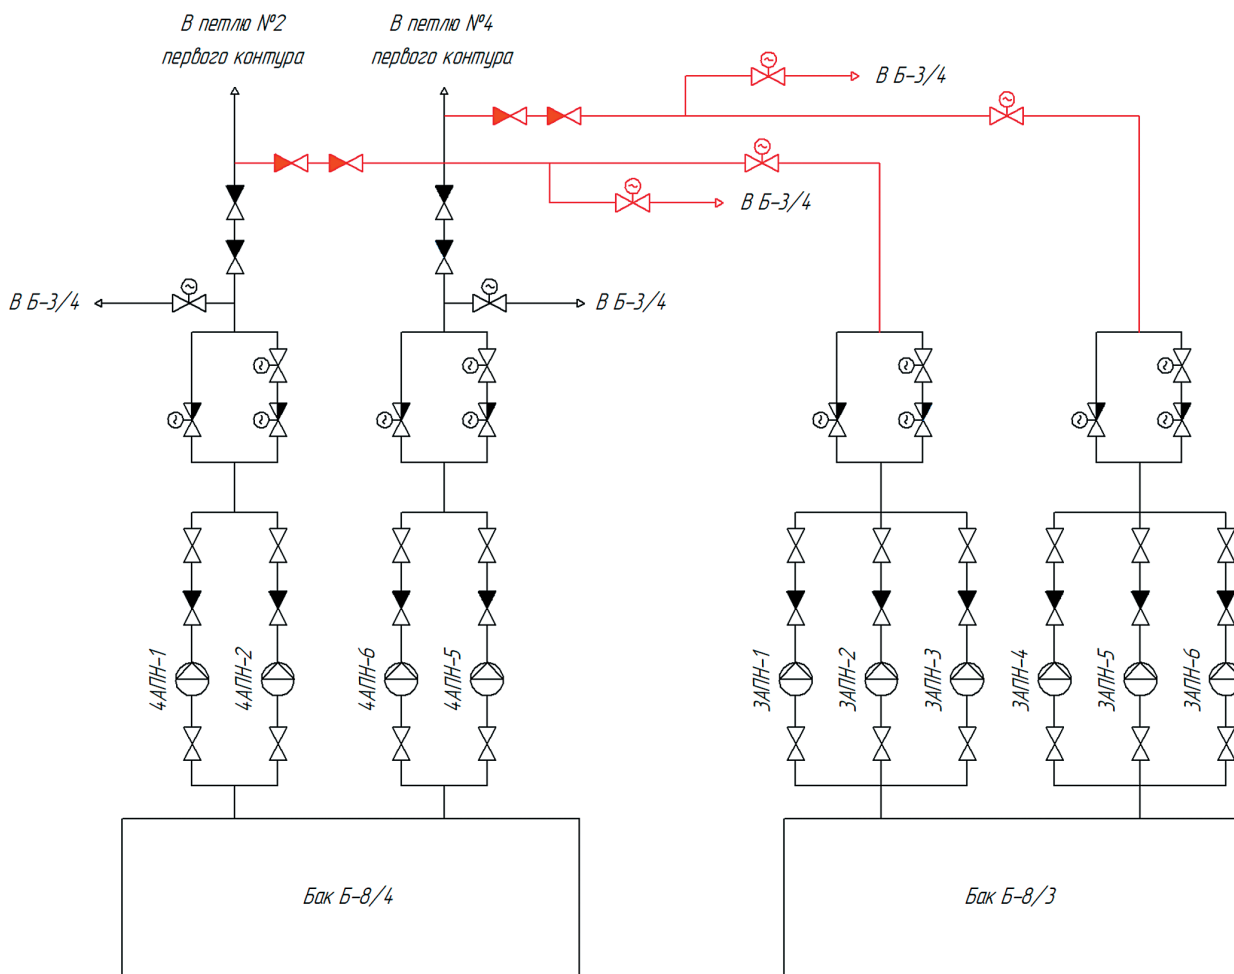 В петлю №2
первого контура
В петлю №4
первого контура
В Б-3/4
В Б-3/4
В Б-3/4
В Б-3/4
4АПН-1
4АПН-2
4АПН-6
4АПН-5
3АПН-1
3АПН-2
3АПН-3
3АПН-4
3АПН-5
3АПН-6
Бак Б-8/4
Бак Б-8/3